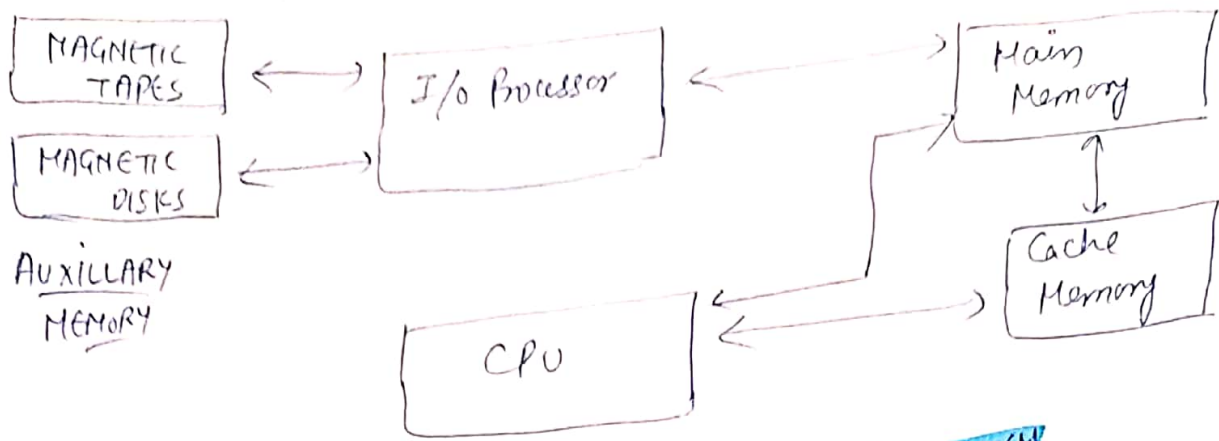 MAGNETIC
TAPES
I/o Processor
Main
Memory
MAGNETIC
DISKS
AUXILLARY
MEMORY
Cache
Memory
CPU